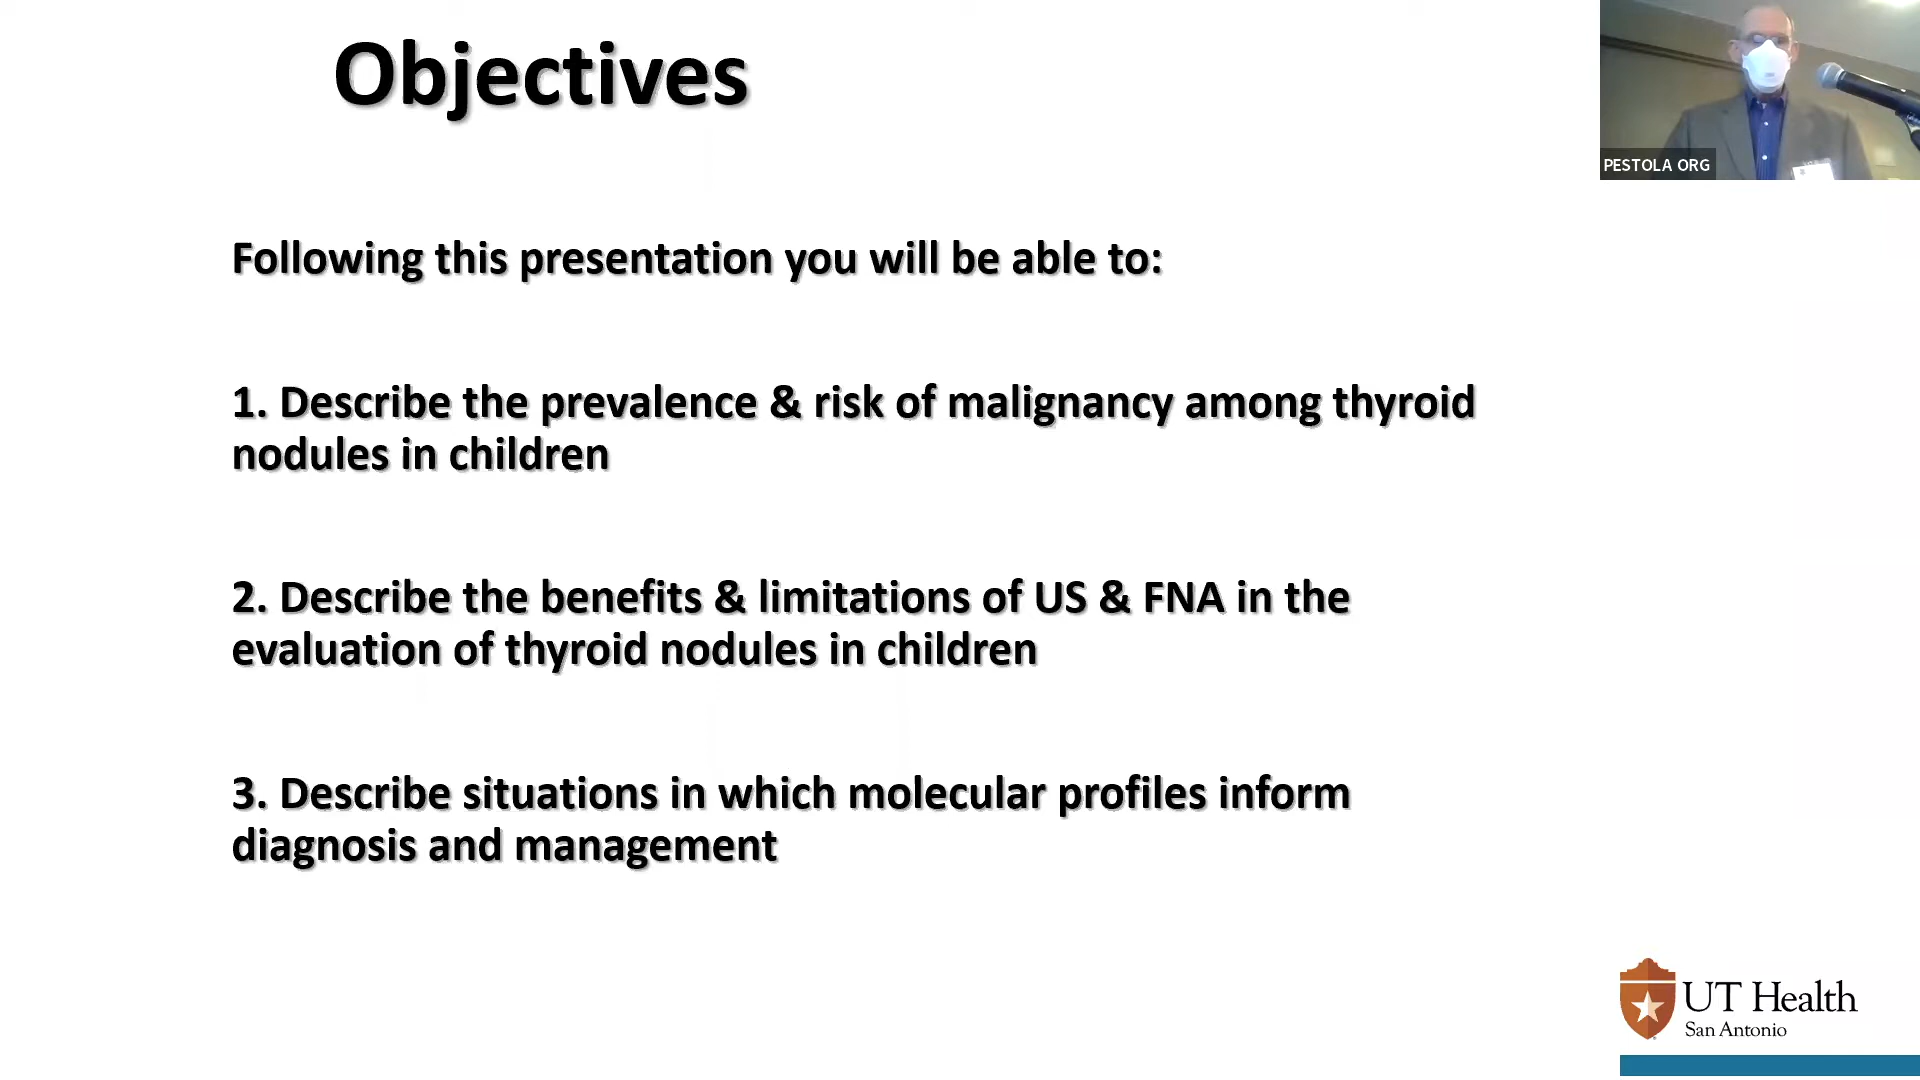 Objectives
PESTOLA ORG
Following this presentation you will be able to:
1. Describe the prevalence & risk of malignancy among thyroid
nodules in children
2. Describe the benefits & limitations of US & FNA in the
evaluation of thyroid nodules in children
3. Describe situations in which molecular profiles inform
diagnosis and management
UT Health
San Antonio